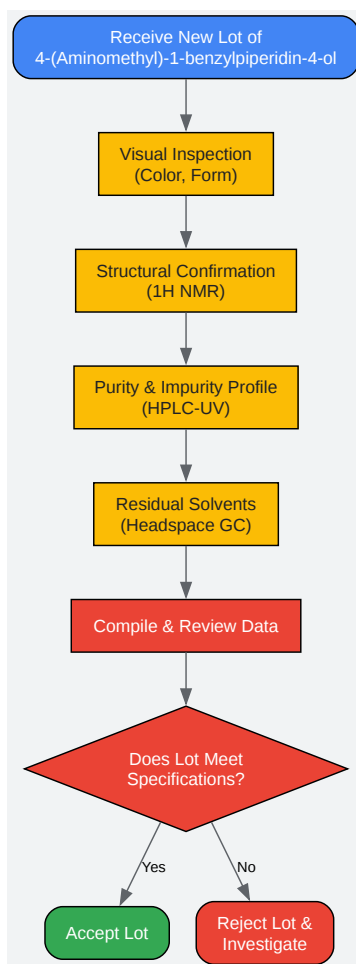 Receive New Lot of
4-(Aminomethyl)-1-benzylpiperidin-4-ol
Visual Inspection
(Color, Form)
Structural Confirmation
(1H NMR)
Purity & Impurity Profile
(HPLC-UV)
Residual Solvents
(Headspace GC)
Compile & Review Data
Does Lot Meet
Specifications?
Yes
No
Accept Lot
Reject Lot &
Investigate